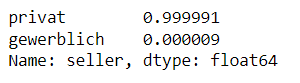 privat 0.999991
gewerblich 0.000009
Name: seller, dtype: float64